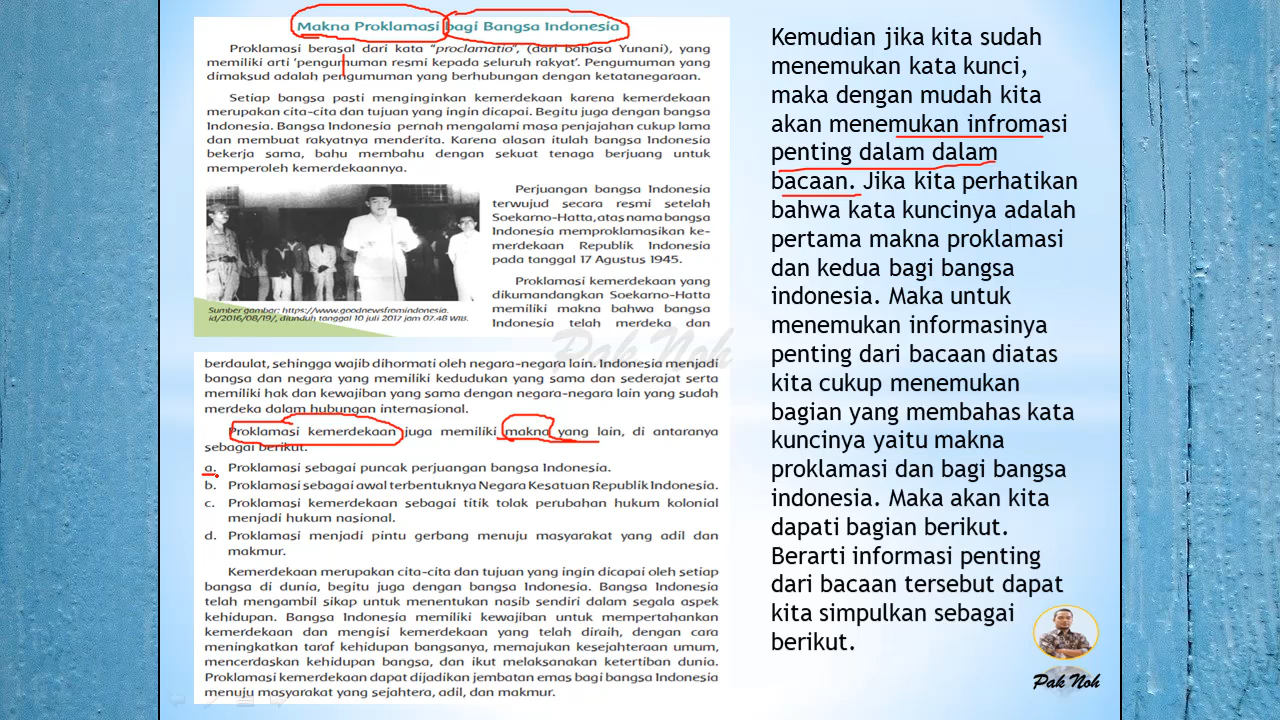 Makna Proklamasi bagi Bangsa Indonesia
Proklamasi berasal dari kata "proclamatio", (dari bahasa Yunani), yang
memiliki arti 'pengumuman resmi kepada seluruh rakyat'. Pengumuman yang
dimaksud adalah pengumuman yang berhubungan dengan ketatanegaraan.
Setiap bangsa pasti menginginkan kemerdekaan karena kemerdekaan
merupakan cita-cita dan tujuan yang ingin dicapai. Begitu juga dengan bangsa
Indonesia. Bangsa Indonesia pernah mengalami masa penjajahan cukup lama
dan membuat rakyatnya menderita. Karena alasan itulah bangsa Indonesia
bekerja sama, bahu membahu dengan sekuat tenaga berjuang untuk
memperoleh kemerdekaannya.
Perjuangan bangsa Indonesia
terwujud secara resmi setelah
Soekarno-Hatta, atas nama bangsa
Indonesia memproklamasikan ke-
merdekaan Republik Indonesia
pada tanggal 17 Agustus 1945.
Proklamasi kemerdekaan yang
dikumandangkan Soekarno-Hatta
memiliki makna bahwa bangsa
Indonesia telah merdeka dan
Sumber gambar: https://www.goodnewsfromindonesia.
id/2016/08/19/, diunduh tanggal 10 juli 2017 jam 07.48 WIB.
berdaulat, sehingga wajib dihormati oleh negara-negara lain. Indonesia menjadi
bangsa dan negara yang memiliki kedudukan yang sama dan sederajat serta
memiliki hak dan kewajiban yang sama dengan negara-negara lain yang sudah
merdeka dalam hubungan internasional.
Proklamasi kemerdekaan juga memiliki makna yang lain, di antaranya
sebagai berikut.
a. Proklamasi sebagai puncak perjuangan bangsa Indonesia.
b. Proklamasi sebagai awal terbentuknya Negara Kesatuan Republik Indonesia.
c. Proklamasi kemerdekaan sebagai titik tolak perubahan hukum kolonial
menjadi hukum nasional.
d. Proklamasi menjadi pintu gerbang menuju masyarakat yang adil dan
makmur.
Kemerdekaan merupakan cita-cita dan tujuan yang ingin dicapai oleh setiap
bangsa di dunia, begitu juga dengan bangsa Indonesia. Bangsa Indonesia
telah mengambil sikap untuk menentukan nasib sendiri dalam segala aspek
kehidupan. Bangsa Indonesia memiliki kewajiban untuk mempertahankan
kemerdekaan dan mengisi kemerdekaan yang telah diraih, dengan cara
meningkatkan taraf kehidupan bangsanya, memajukan kesejahteraan umum,
mencerdaskan kehidupan bangsa, dan ikut melaksanakan ketertiban dunia.
Proklamasi kemerdekaan dapat dijadikan jembatan emas bagi bangsa Indonesia
menuju masyarakat yang sejahtera, adil, dan makmur.
Pak Noh
Kemudian jika kita sudah
menemukan kata kunci,
maka dengan mudah kita
akan menemukan infromasi
penting dalam dalam
bacaan. Jika kita perhatikan
bahwa kata kuncinya adalah
pertama makna proklamasi
dan kedua bagi bangsa
indonesia. Maka untuk
menemukan informasinya
penting dari bacaan diatas
kita cukup menemukan
bagian yang membahas kata
kuncinya yaitu makna
proklamasi dan bagi bangsa
indonesia. Maka akan kita
dapati bagian berikut.
Berarti informasi penting
dari bacaan tersebut dapat
kita simpulkan sebagai
berikut.
Pak Noh